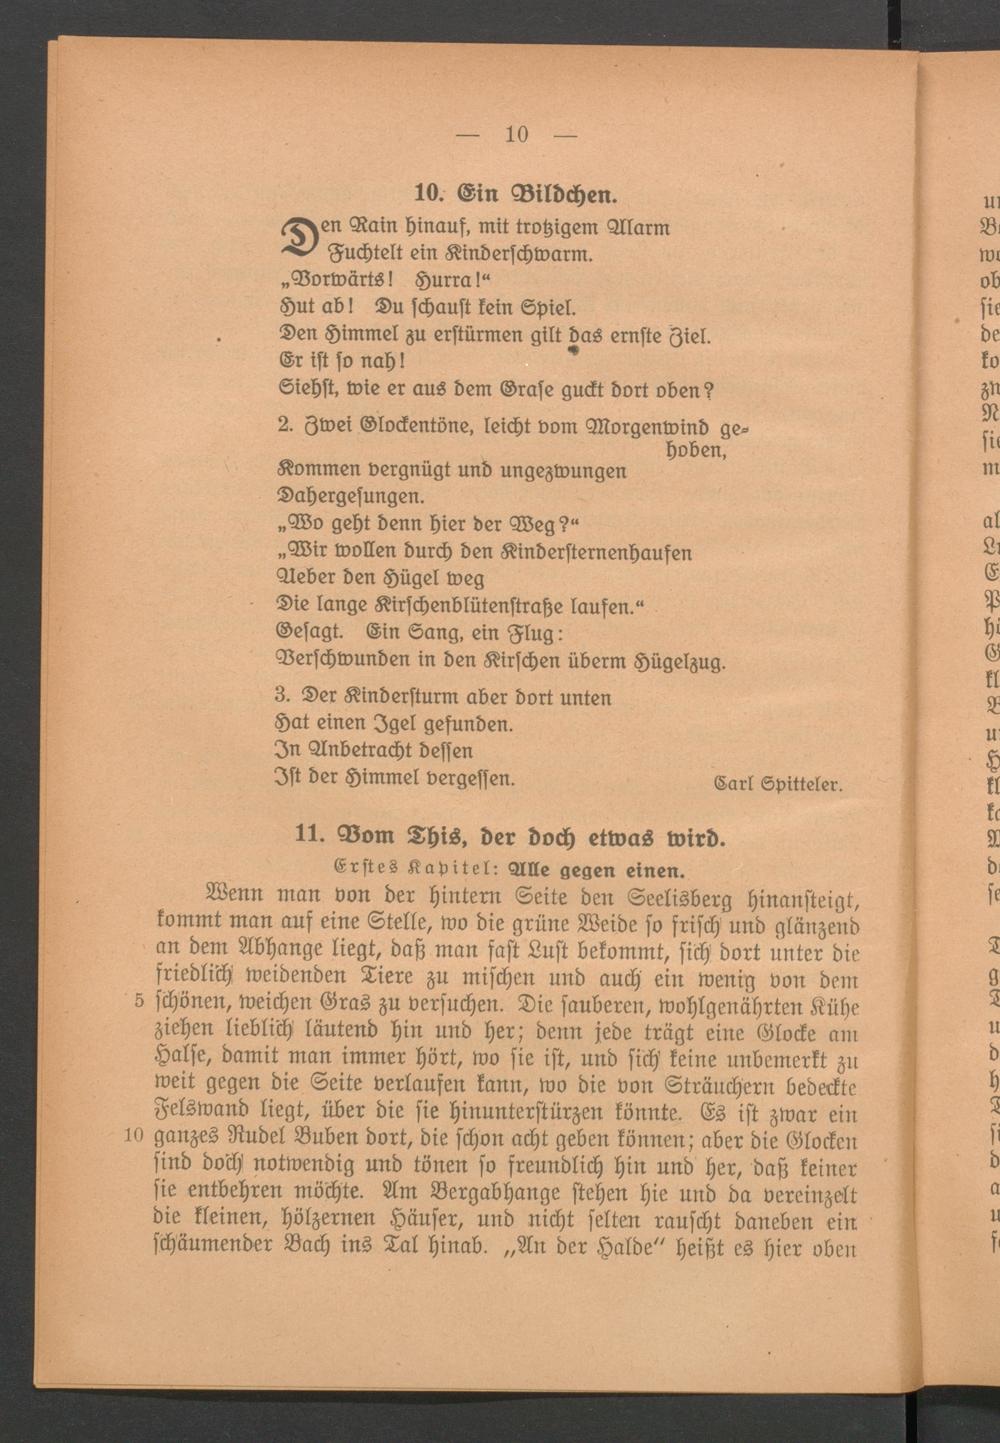 — 10 —
10. Ein Bildchen.
Den Rain hinauf, mit trotzigem Alarm
Fuchtelt ein Kinderschwarm.
„Vorwärts! Hurra!“
Hut ab! Du schaust kein Spiel.
Den Himmel zu erstürmen gilt das ernste Ziel.
Er ist so nah!
Siehst, wie er aus dem Grase guckt dort oben?
2. Zwei Glockentöne, leicht vom Morgenwind ge-
hoben,
Kommen vergnügt und ungezwungen
Dahergesungen.
„Wo geht denn hier der Weg?“
„Wir wollen durch den Kindersternenhaufen
Ueber den Hügel weg
Die lange Kirschenblütenstraße laufen.“
Gesagt. Ein Sang, ein Flug:
Verschwunden in den Kirschen überm Hügelzug.
3. Der Kindersturm aber dort unten
Hat einen Igel gefunden.
In Anbetracht dessen
Ist der Himmel vergessen.
Carl Spitteler.
11. Vom This, der doch etwas wird.
Erstes Kapitel: Alle gegen einen.
Wenn man von der hintern Seite den Seelisberg hinansteigt,
kommt man auf eine Stelle, wo die grüne Weide so frisch und glänzend
an dem Abhange liegt, daß man fast Lust bekommt, sich dort unter die
friedlich weidenden Tiere zu mischen und auch ein wenig von dem
5 schönen, weichen Gras zu versuchen. Die sauberen, wohlgenährten Kühe
ziehen lieblich läutend hin und her; denn jede trägt eine Glocke am
Halse, damit man immer hört, wo sie ist, und sich keine unbemerkt zu
weit gegen die Seite verlaufen kann, wo die von Sträuchern bedeckte
Felswand liegt, über die sie hinunterstürzen könnte. Es ist zwar ein
10 ganzes Rudel Buben dort, die schon acht geben können; aber die Glocken
sind doch notwendig und tönen so freundlich hin und her, daß keiner
sie entbehren möchte. Am Bergabhange stehen hie und da vereinzelt
die kleinen, hölzernen Häuser, und nicht selten rauscht daneben ein
schäumender Bach ins Tal hinab. „An der Halde“ heißt es hier oben